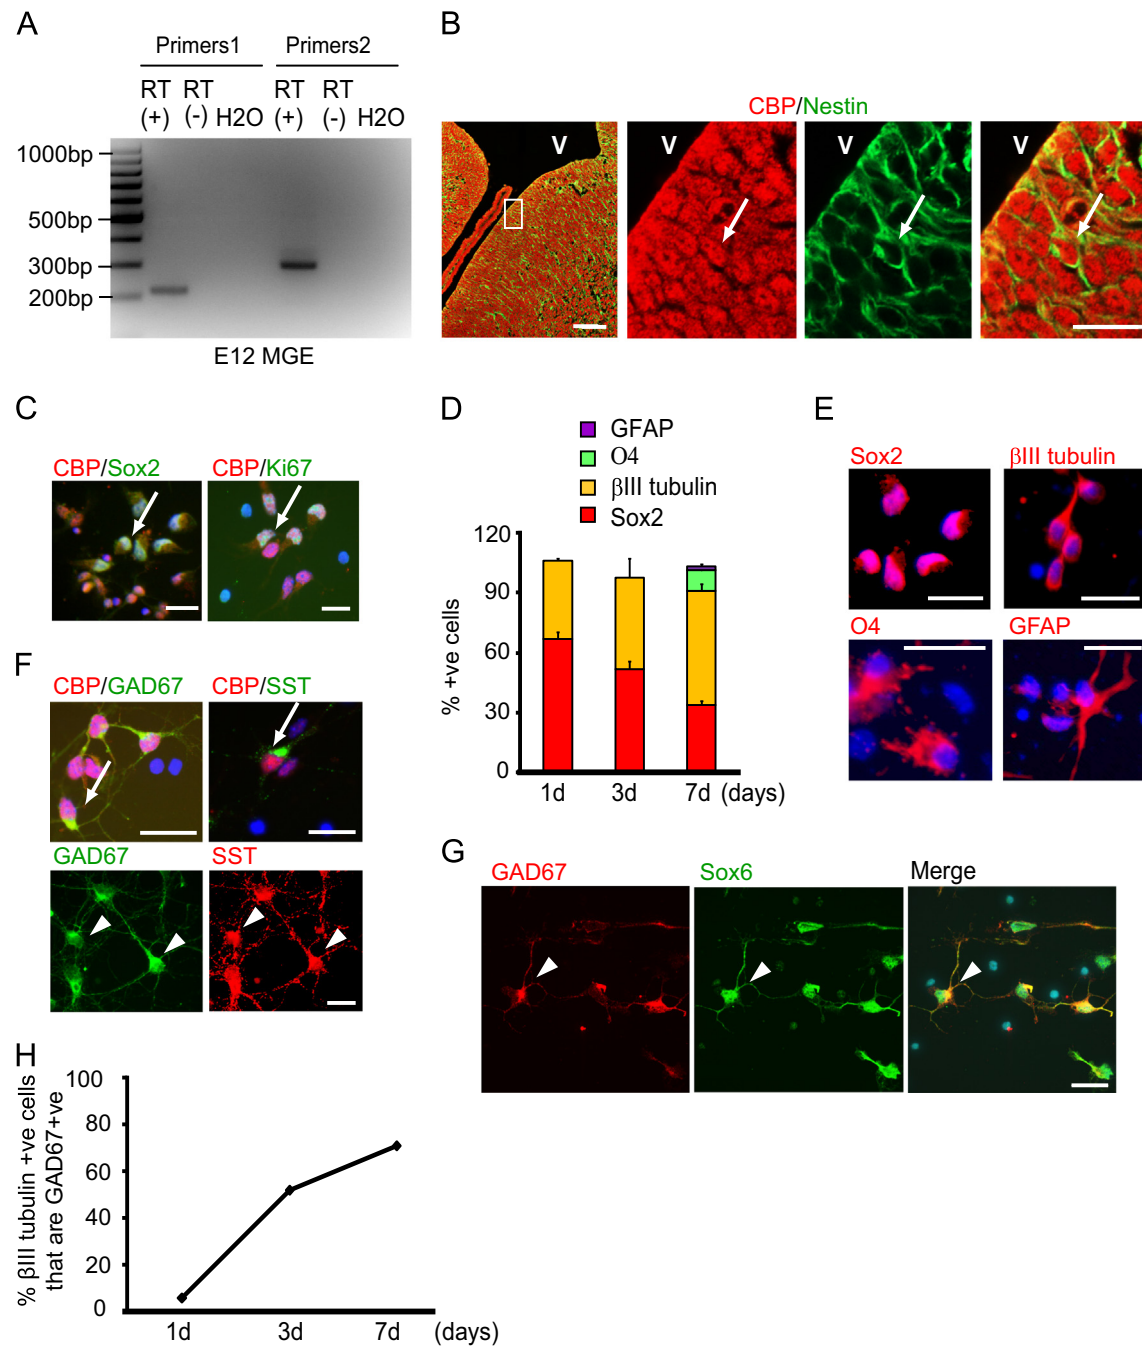 A
Primers1 Primers2
RT RT RT RT
(+) (-) H2O (+) (-) H2O
1000bp
500bp
300bp
200bp
E12 MGE
B
CBP/Nestin
V V V V
C
CBP/Sox2 CBP/Ki67
D
GFAP
O4
βIII tubulin
Sox2
% +ve cells
120
90
60
30
0
1d 3d 7d (days)
E
Sox2 βIII tubulin
O4 GFAP
F
CBP/GAD67 CBP/SST
GAD67 SST
G
GAD67 Sox6 Merge
H
% βIII tubulin +ve cells
that are GAD67+ve
100
80
60
40
20
0
1d 3d 7d (days)